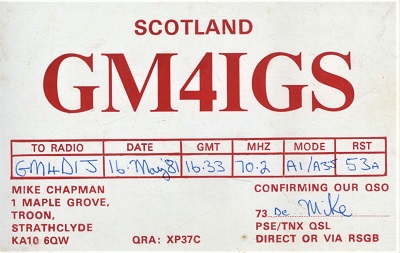 SCOTLAND
GM4IGS
TO RADIO DATE GMT MHZ MODE RST
GM4DIJ 16.May81 16.33 70.2 A1/A3J 53A
MIKE CHAPMAN
1 MAPLE GROVE,
TROON,
STRATHCLYDE
KA10 6QW
QRA: XP37C
CONFIRMING OUR QSO
73 De Mike
PSE/TNX QSL
DIRECT OR VIA RSGB